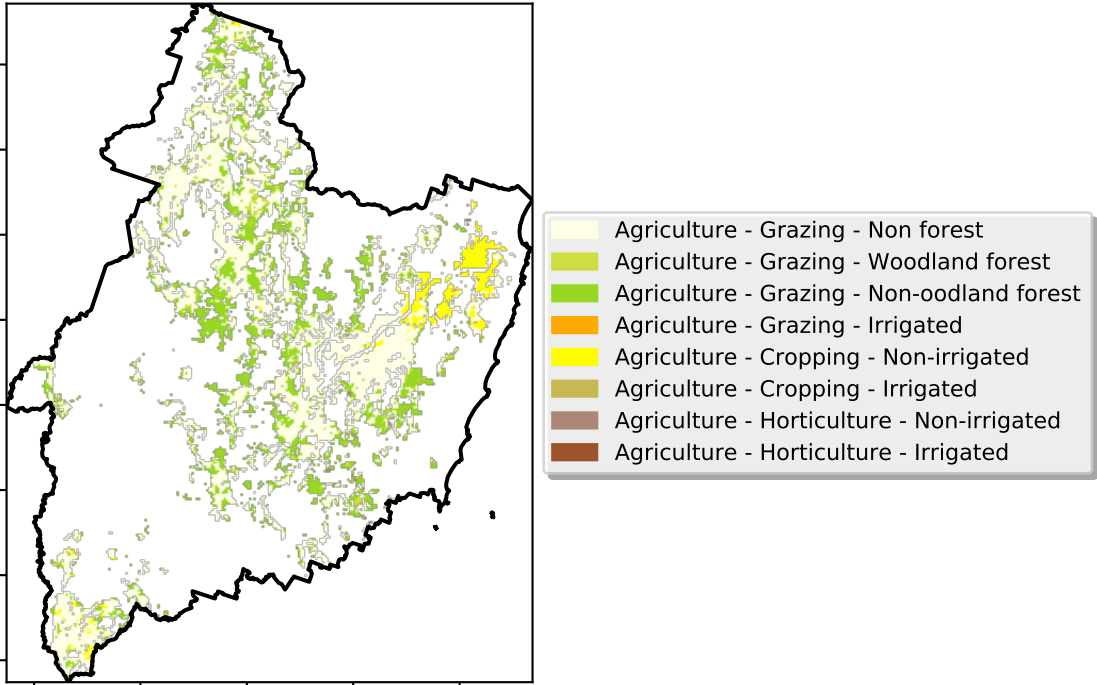 Agriculture - Grazing - Non forest
Agriculture - Grazing - Woodland forest
Agriculture - Grazing - Non-oodland forest
Agriculture - Grazing - Irrigated
Agriculture - Cropping - Non-irrigated
Agriculture - Cropping - Irrigated
Agriculture - Horticulture - Non-irrigated
Agriculture - Horticulture - Irrigated